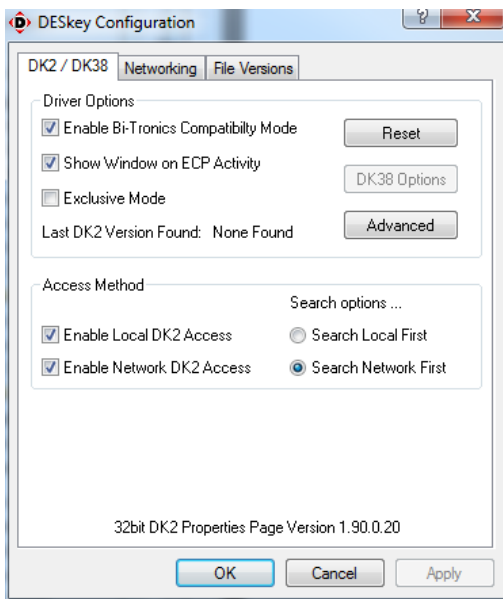 DESkey Configuration
DK2 / DK38 Networking File Versions
Driver Options
Enable Bi-Tronics Compatibilty Mode Reset
Show Window on ECP Activity
DK38 Options
Exclusive Mode
Last DK2 Version Found: None Found Advanced
Access Method
Search options ...
Enable Local DK2 Access Search Local First
Enable Network DK2 Access Search Network First
32bit DK2 Properties Page Version 1.90.0.20
OK Cancel Apply